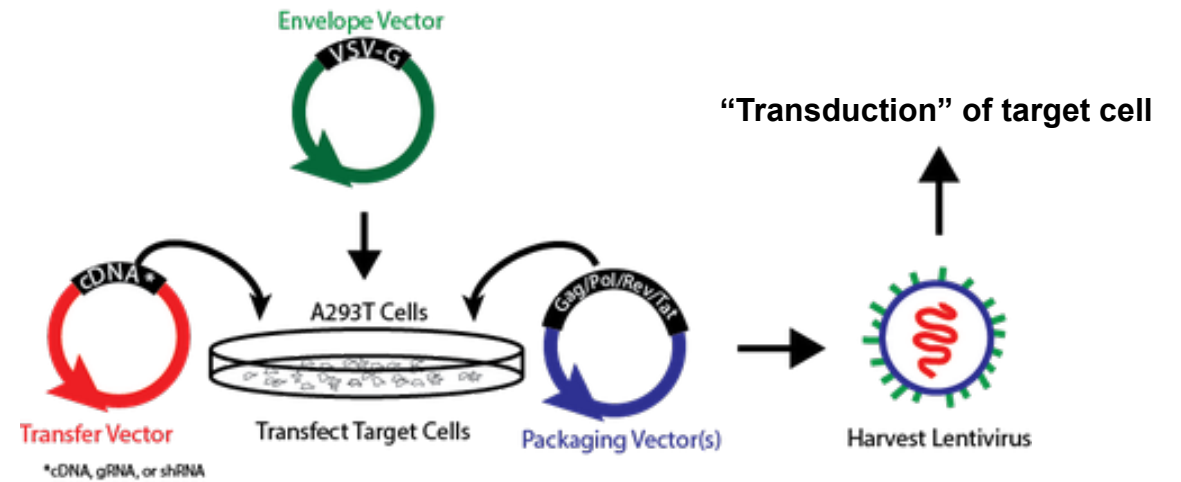 Envelope Vector
VSV-G
“Transduction” of target cell
cDNA*
A293T Cells
Gag/Pol/Rev/Tat
Transfer Vector
Transfect Target Cells
Packaging Vector(s)
Harvest Lentivirus
*cDNA, gRNA, or shRNA